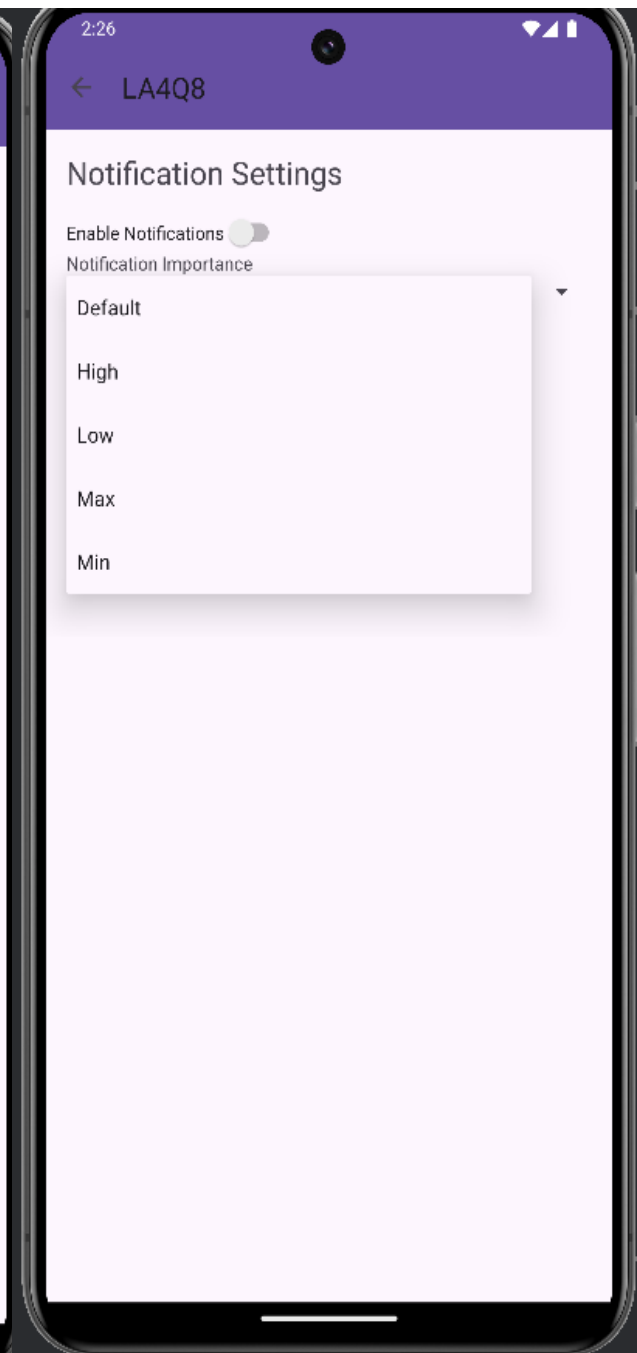 2:26
LA4Q8
Notification Settings
Enable Notifications
Notification Importance
Default
High
Low
Max
Min